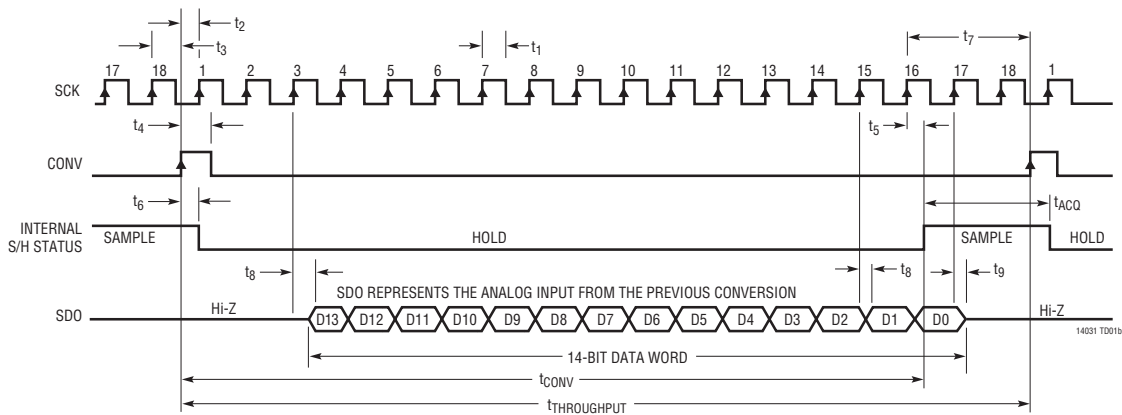 t2
t3
t1
t7
17 18 1 2 3 4 5 6 7 8 9 10 11 12 13 14 15 16 17 18 1
SCK
t4
t5
CONV
t6
tACQ
INTERNAL
S/H STATUS
SAMPLE HOLD SAMPLE HOLD
t8 t8 t9
SDO REPRESENTS THE ANALOG INPUT FROM THE PREVIOUS CONVERSION
SDO Hi-Z D13 D12 D11 D10 D9 D8 D7 D6 D5 D4 D3 D2 D1 D0 Hi-Z
14031 TD01b
14-BIT DATA WORD
tCONV
tTHROUGHPUT